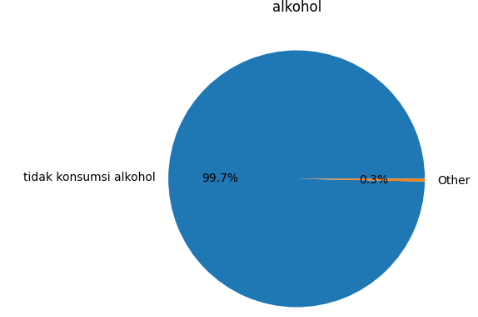 alkohol
tidak konsumsi alkohol
99.7%
0.3%
Other